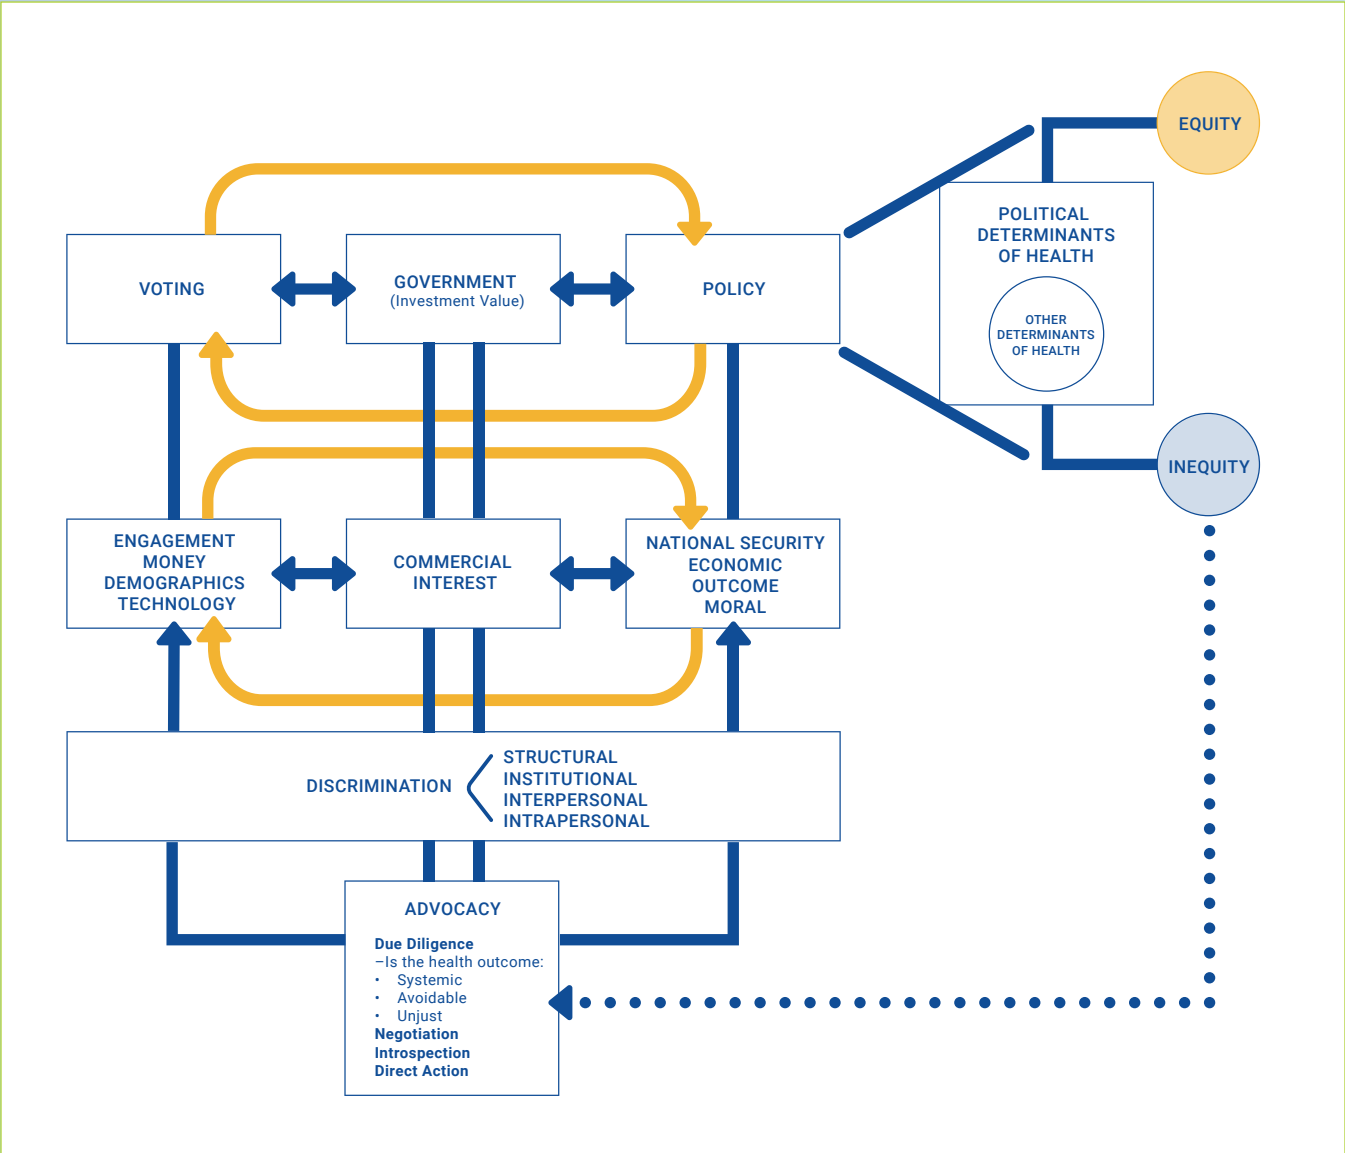 EQUITY
POLITICAL
DETERMINANTS
OF HEALTH
VOTING
GOVERNMENT
(Investment Value)
POLICY
OTHER
DETERMINANTS
OF HEALTH
INEQUITY
ENGAGEMENT
MONEY
DEMOGRAPHICS
TECHNOLOGY
COMMERCIAL
INTEREST
NATIONAL SECURITY
ECONOMIC
OUTCOME
MORAL
DISCRIMINATION
STRUCTURAL
INSTITUTIONAL
INTERPERSONAL
INTRAPERSONAL
ADVOCACY
Due Diligence
–Is the health outcome:
• Systemic
• Avoidable
• Unjust
Negotiation
Introspection
Direct Action